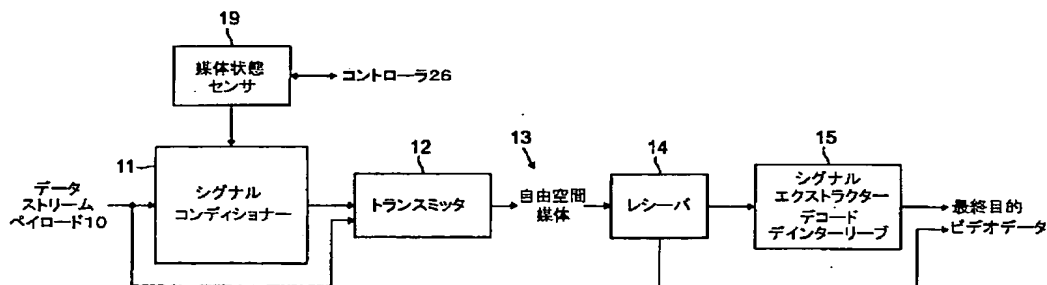 19
媒体状態
センサ
コントローラ26
11
データ
ストリーム
ペイロード10
シグナル
コンディショナー
12
トランスミッタ
13
自由空間
媒体
14
レシーバ
15
シグナル
エクストラクター
デコード
デインターリーブ
最終目的
ビデオデータ